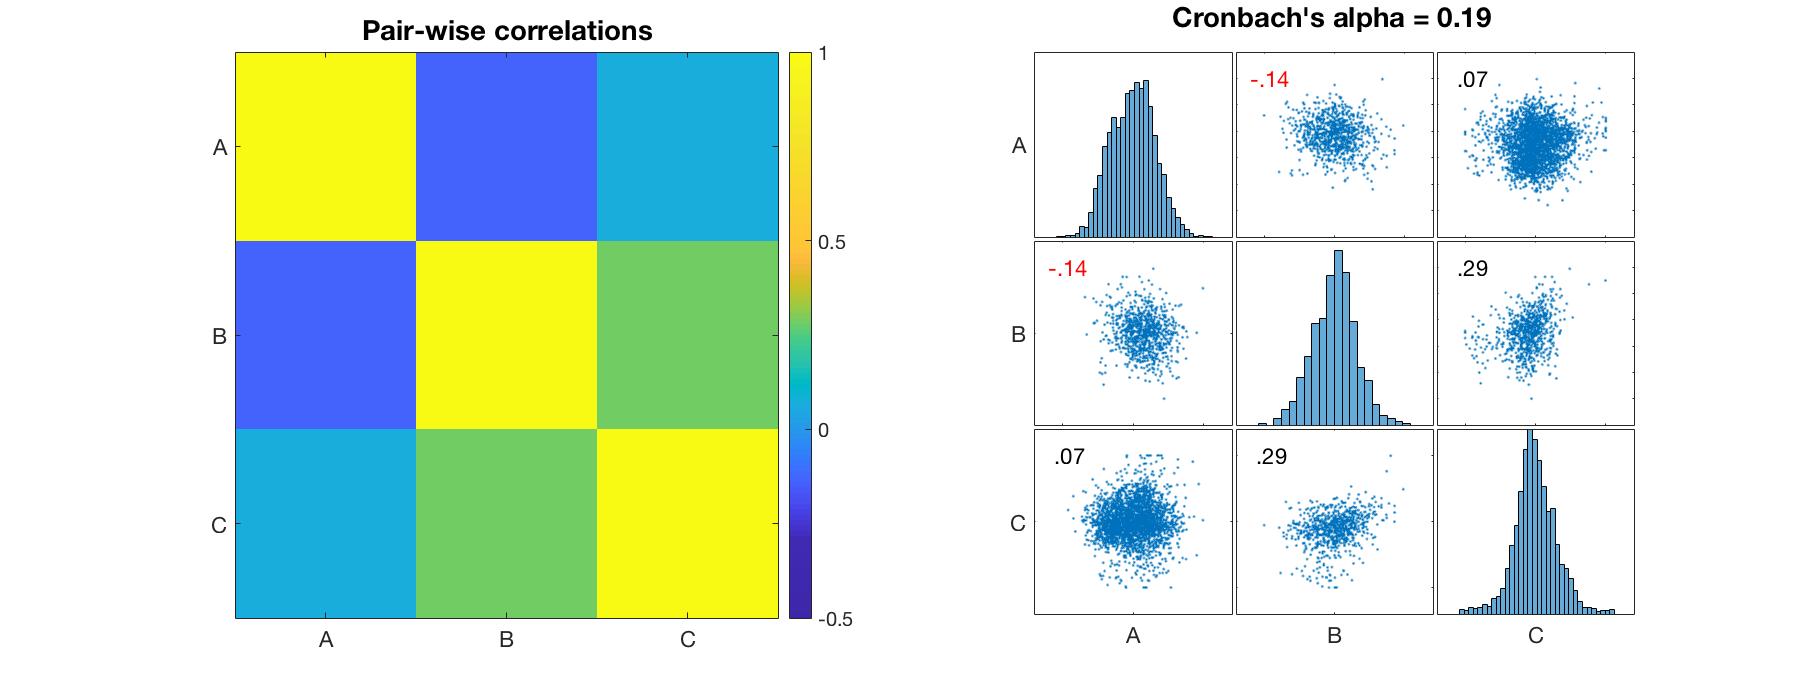 Pair-wise correlations
A
B
C
A
B
C
1
0.5
0
-0.5
Cronbach's alpha = 0.19
A
-.14
.07
B
-.14
.29
C
.07
.29
A
B
C